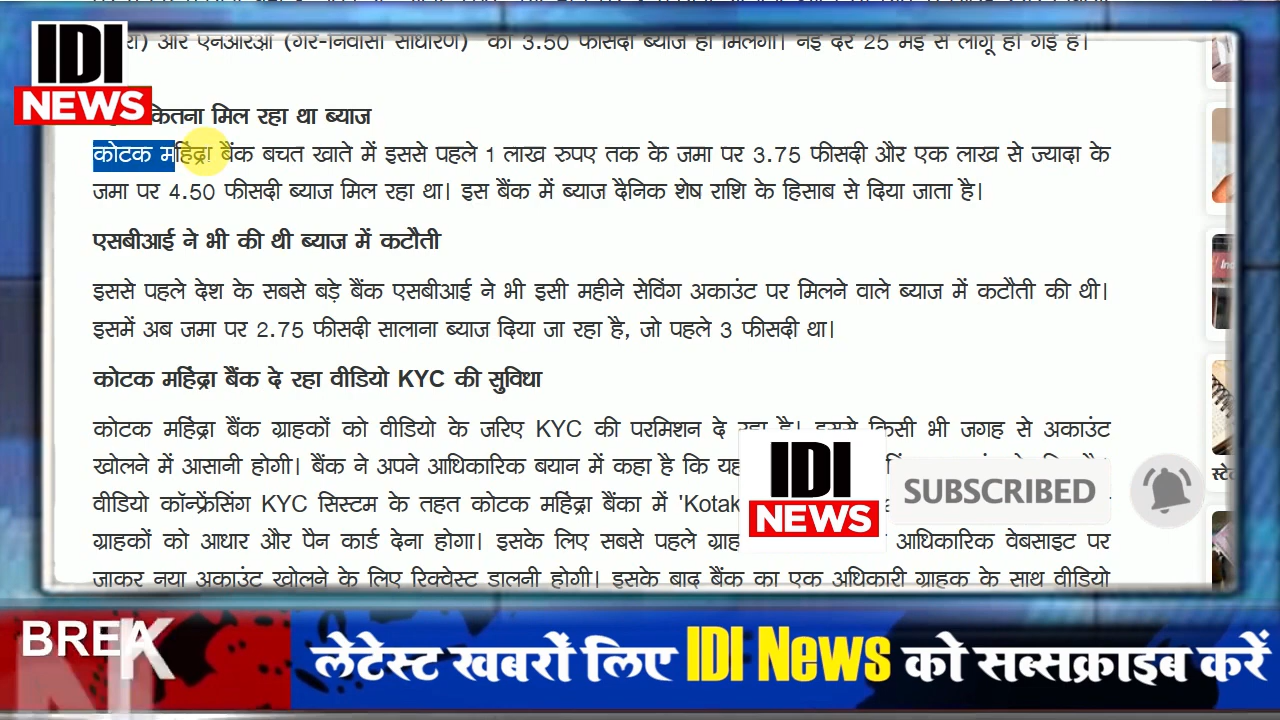 IDI
NEWS
और एनआरओ (गैर-निवासी साधारण) को 3.50 फीसदी ब्याज ही मिलेगा। नई दर 25 मई से लागू हो गई है।
कितना मिल रहा था ब्याज
कोटक महिंद्रा बैंक बचत खाते में इससे पहले 1 लाख रुपए तक के जमा पर 3.75 फीसदी और एक लाख से ज्यादा के
जमा पर 4.50 फीसदी ब्याज मिल रहा था। इस बैंक में ब्याज दैनिक शेष राशि के हिसाब से दिया जाता है।
एसबीआई ने भी की थी ब्याज में कटौती
इससे पहले देश के सबसे बड़े बैंक एसबीआई ने भी इसी महीने सेविंग अकाउंट पर मिलने वाले ब्याज में कटौती की थी।
इसमें अब जमा पर 2.75 फीसदी सालाना ब्याज दिया जा रहा है, जो पहले 3 फीसदी था।
कोटक महिंद्रा बैंक दे रहा वीडियो KYC की सुविधा
कोटक महिंद्रा बैंक ग्राहकों को वीडियो के जरिए KYC की परमिशन दे रहा है। इससे किसी भी जगह से अकाउंट
खोलने में आसानी होगी। बैंक ने अपने आधिकारिक बयान में कहा है कि यह
वीडियो कॉन्फ्रेंसिंग KYC सिस्टम के तहत कोटक महिंद्रा बैंका में 'Kotak
ग्राहकों को आधार और पैन कार्ड देना होगा। इसके लिए सबसे पहले ग्राह आधिकारिक वेबसाइट पर
जाकर नया अकाउंट खोलने के लिए रिक्वेस्ट डालनी होगी। इसके बाद बैंक का एक अधिकारी ग्राहक के साथ वीडियो
IDI
NEWS
SUBSCRIBED
BREAK
लेटेस्ट खबरों लिए IDI News को सब्सक्राइब करें